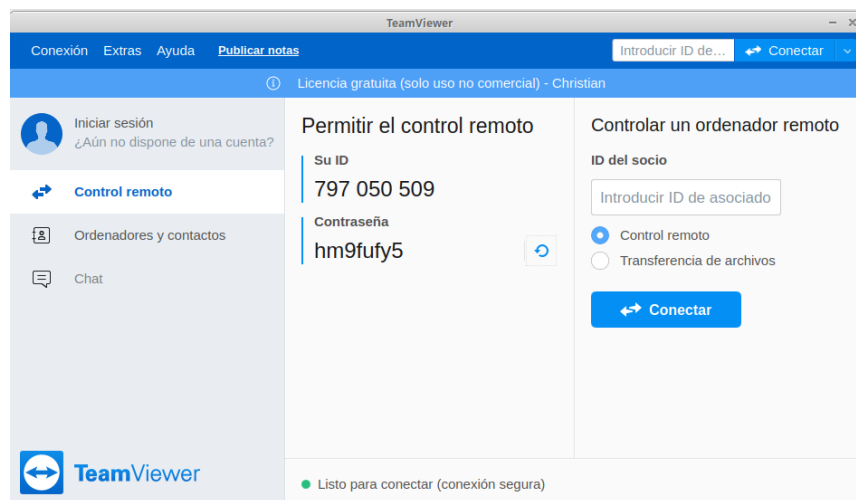 TeamViewer
Conexión Extras Ayuda Publicar notas
Introducir ID de... Conectar
Licencia gratuita (solo uso no comercial) - Christian
Iniciar sesión
¿Aún no dispone de una cuenta?
Control remoto
Ordenadores y contactos
Chat
TeamViewer
Permitir el control remoto
Su ID
797 050 509
Contraseña
hm9fufy5
Controlar un ordenador remoto
ID del socio
Introducir ID de asociado
Control remoto
Transferencia de archivos
Conectar
Listo para conectar (conexión segura)